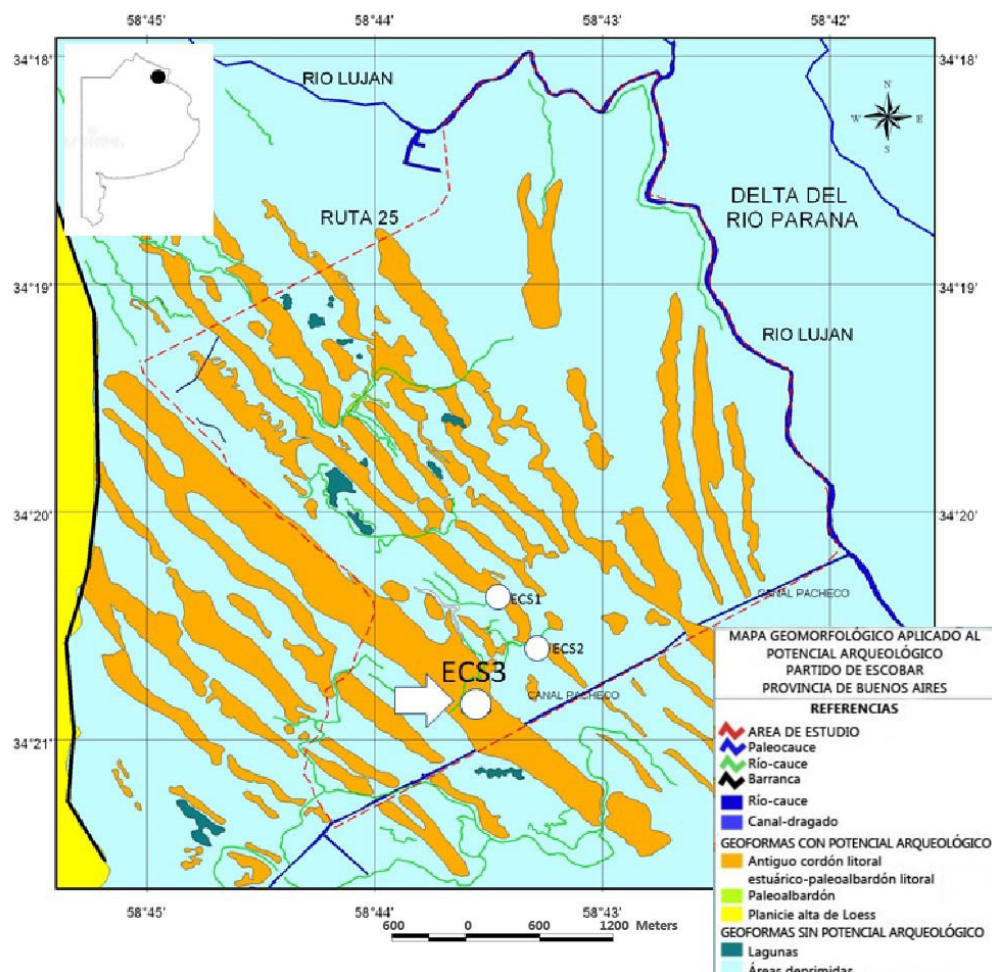 58°45'
58°44'
58°43'
58°42'
34°18'
34°18'
RIO LUJAN
N
W
E
S
DELTA DEL
RIO PARANA
RUTA 25
34°19'
34°19'
RIO LUJAN
34°20'
34°20'
ECS1
CANAL PACHECO
ECS2
ECS3
CANAL PACHECO
34°21'
58°45'
58°44'
58°43'
600 0 600 1200 Meters
MAPA GEOMORFOLÓGICO APLICADO AL
POTENCIAL ARQUEOLÓGICO
PARTIDO DE ESCOBAR
PROVINCIA DE BUENOS AIRES
REFERENCIAS
AREA DE ESTUDIO
Paleocauce
Río-cauce
Barranca
Río-cauce
Canal-dragado
GEOFORMAS CON POTENCIAL ARQUEOLÓGICO
Antiguo cordón litoral
estuárico-paleoalbardón litoral
Paleoalbardón
Planicie alta de Loess
GEOFORMAS SIN POTENCIAL ARQUEOLÓGICO
Lagunas
Áreas deprimidas